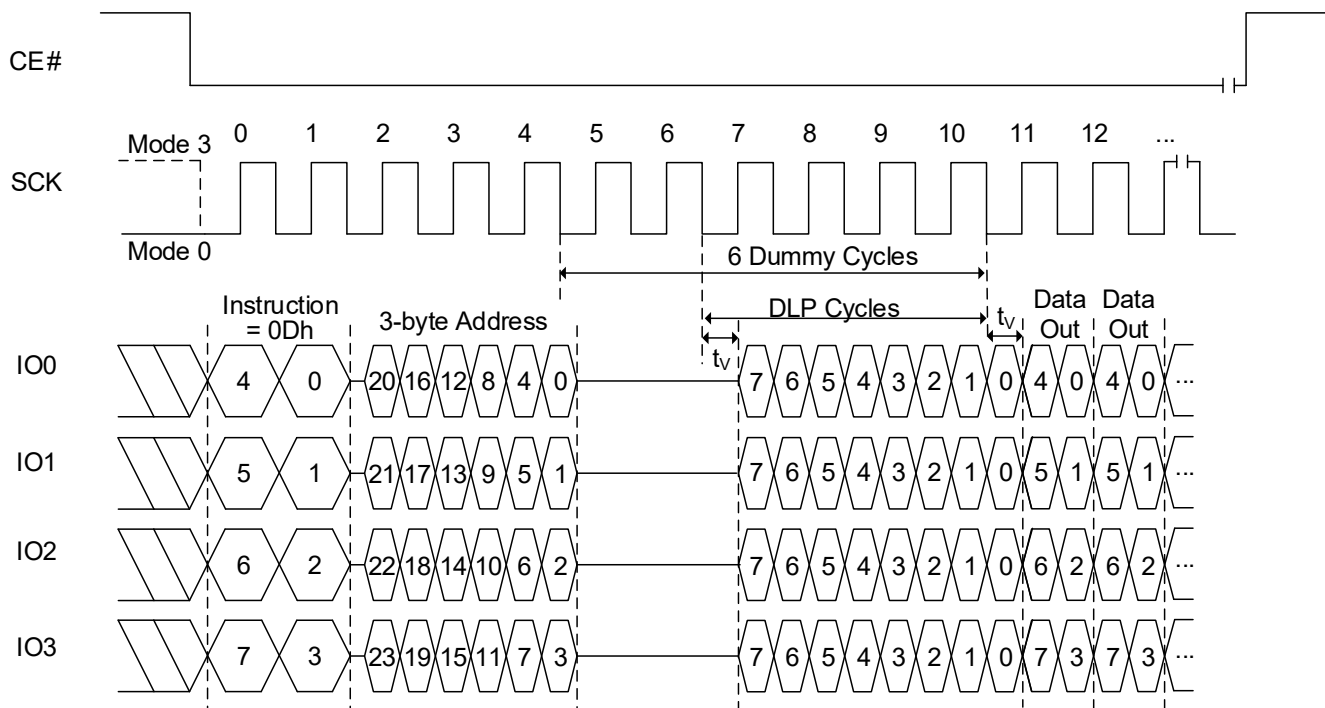 CE#
0 1 2 3 4 5 6 7 8 9 10 11 12 ...
Mode 3
SCK
Mode 0
6 Dummy Cycles
Instruction = 0Dh
3-byte Address
DLP Cycles
tV
Data Out
Data Out
tV
IO0 4 0 20 16 12 8 4 0 7 6 5 4 3 2 1 0 4 0 4 0 ...
IO1 5 1 21 17 13 9 5 1 7 6 5 4 3 2 1 0 5 1 5 1 ...
IO2 6 2 22 18 14 10 6 2 7 6 5 4 3 2 1 0 6 2 6 2 ...
IO3 7 3 23 19 15 11 7 3 7 6 5 4 3 2 1 0 7 3 7 3 ...